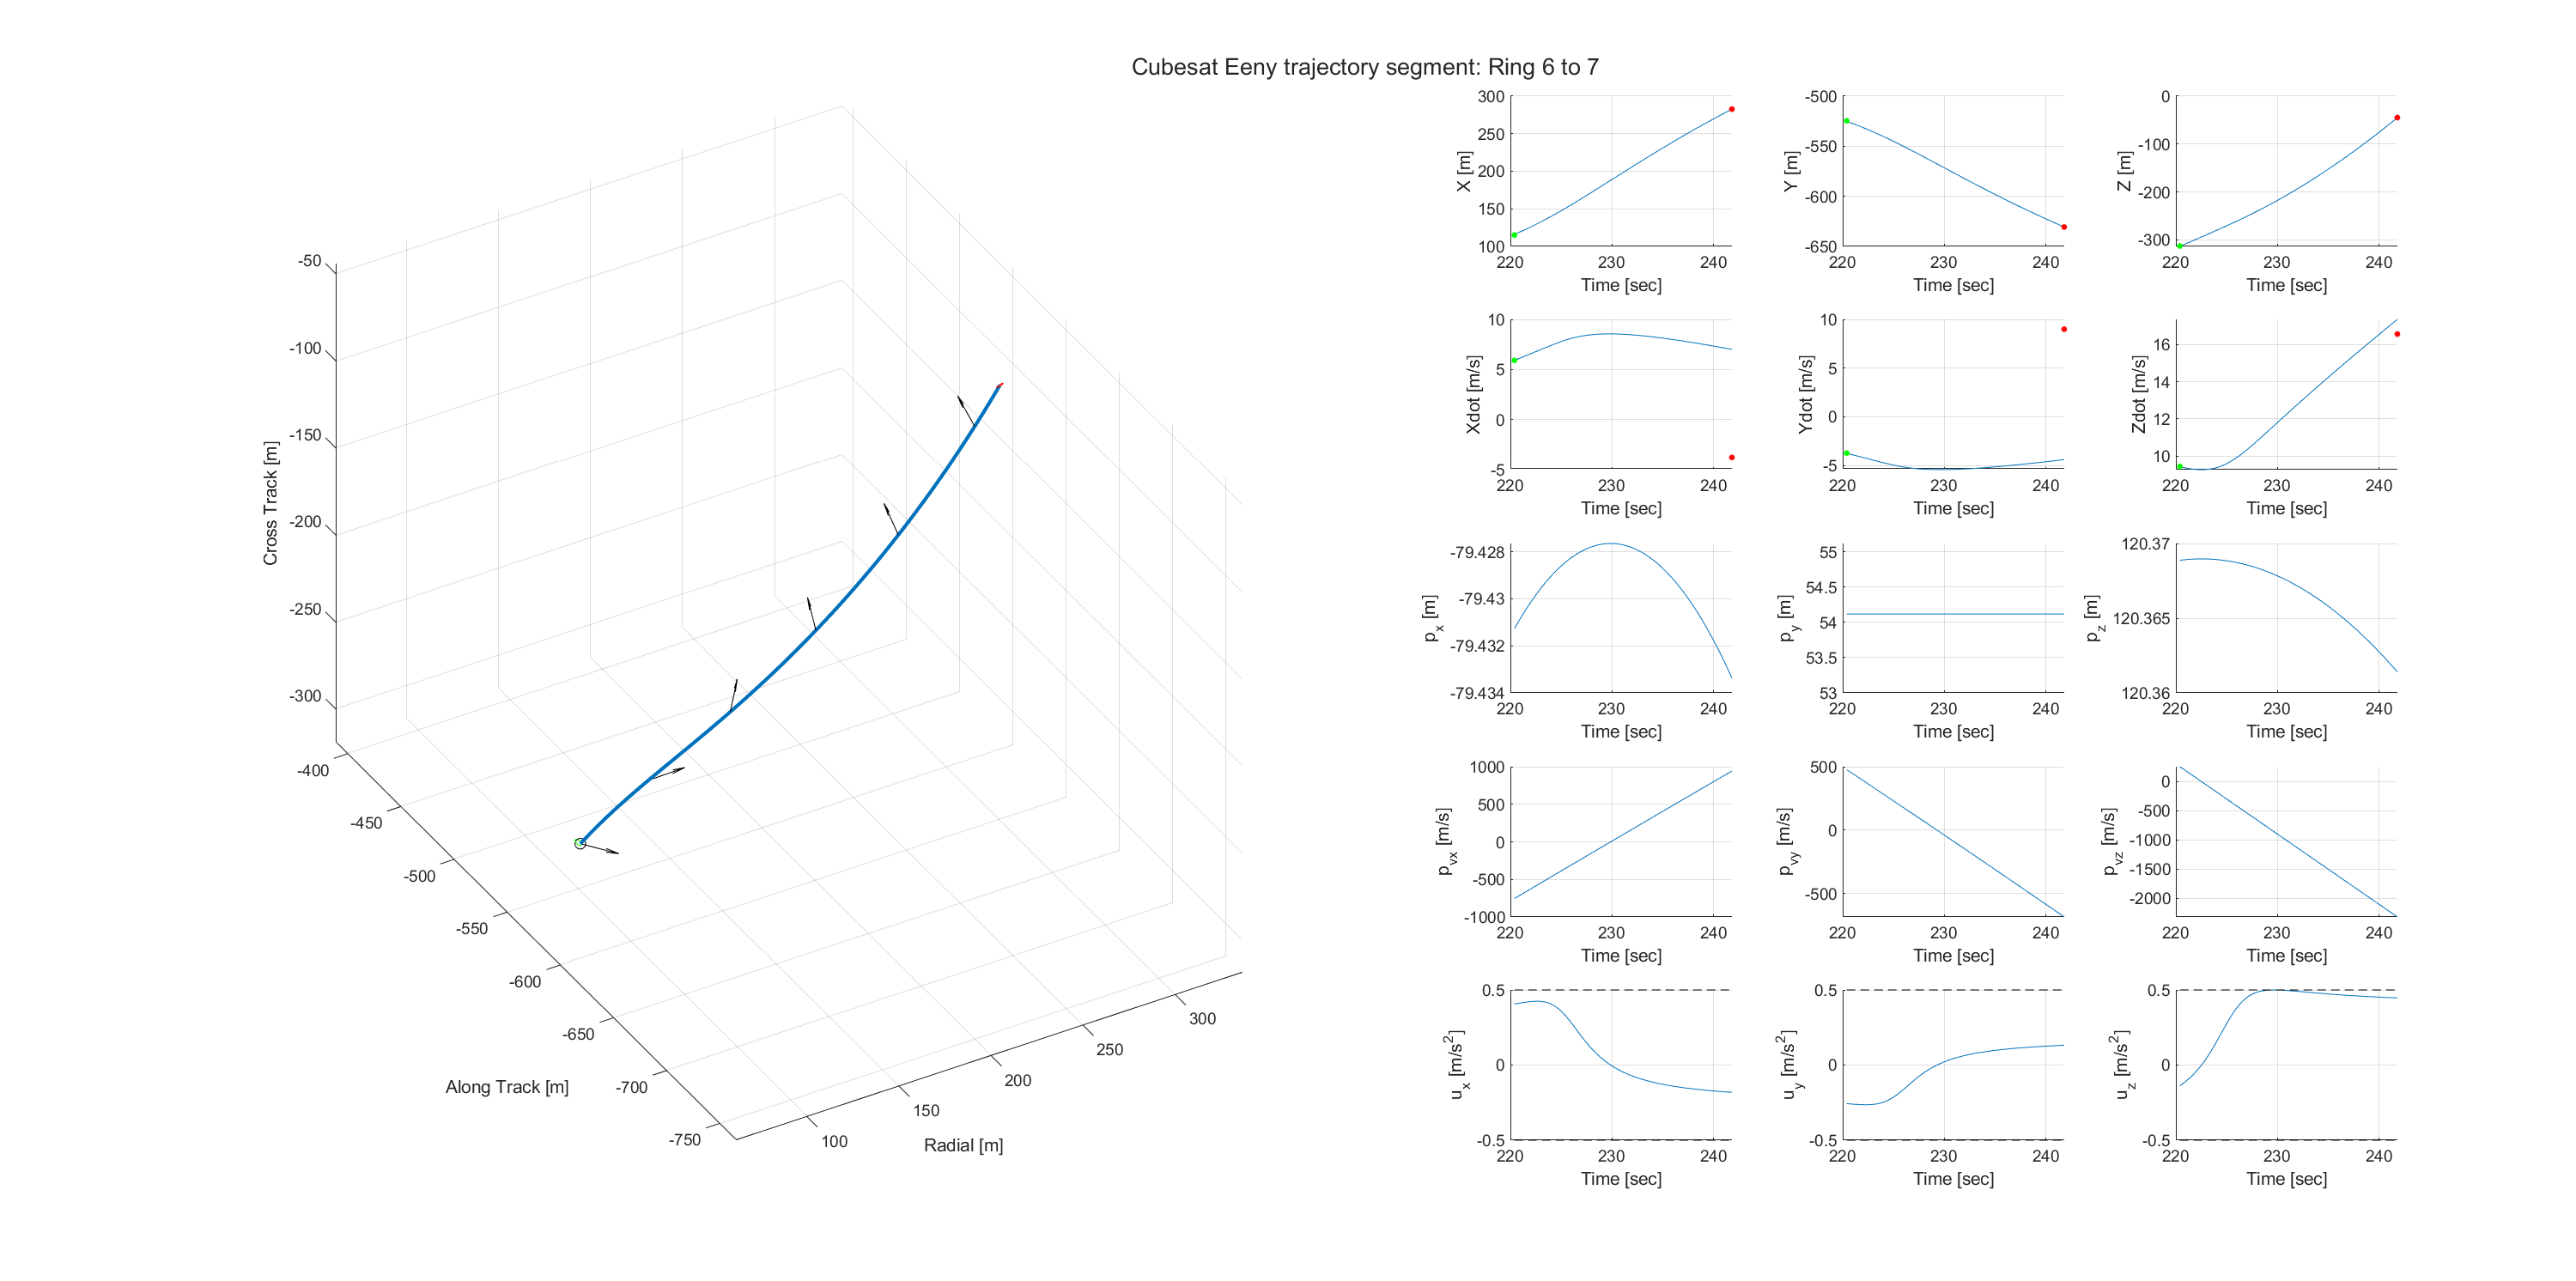 Cubesat Eeny trajectory segment: Ring 6 to 7
-50
-100
-150
-200
-250
-300
Cross Track [m]
-400
-450
-500
-550
-600
-650
-700
-750
Along Track [m]
100
150
200
250
300
Radial [m]
300
250
200
150
100
X [m]
220 230 240
Time [sec]
-500
-550
-600
-650
Y [m]
220 230 240
Time [sec]
0
-100
-200
-300
Z [m]
220 230 240
Time [sec]
10
5
0
-5
Xdot [m/s]
220 230 240
Time [sec]
10
5
0
-5
Ydot [m/s]
220 230 240
Time [sec]
16
14
12
10
Zdot [m/s]
220 230 240
Time [sec]
-79.428
-79.43
-79.432
-79.434
p_x [m]
220 230 240
Time [sec]
55
54.5
54
53.5
53
p_y [m]
220 230 240
Time [sec]
120.37
120.365
120.36
p_z [m]
220 230 240
Time [sec]
1000
500
0
-500
-1000
p_vx [m/s]
220 230 240
Time [sec]
500
0
-500
p_vy [m/s]
220 230 240
Time [sec]
0
-500
-1000
-1500
-2000
p_vz [m/s]
220 230 240
Time [sec]
0.5
0
-0.5
u_x [m/s²]
220 230 240
Time [sec]
0.5
0
-0.5
u_y [m/s²]
220 230 240
Time [sec]
0.5
0
-0.5
u_z [m/s²]
220 230 240
Time [sec]